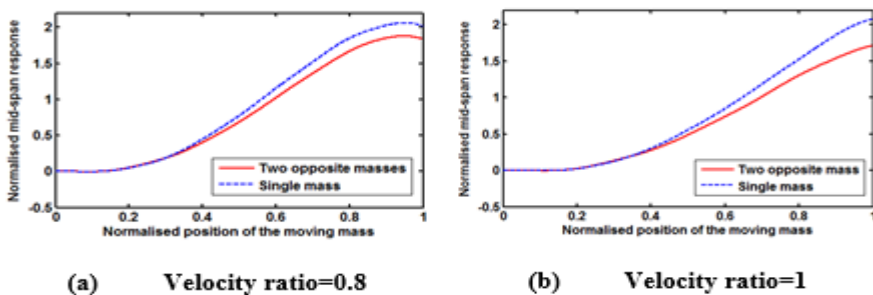 Normalised mid-span response
2
1.5
1
0.5
0
-0.5
Two opposite masses
Single mass
0 0.2 0.4 0.6 0.8 1
Normalised position of the moving mass
(a) Velocity ratio=0.8
Normalised mid-span response
2
1.5
1
0.5
0
-0.5
Two opposite mass
Single mass
0 0.2 0.4 0.6 0.8 1
Normalised position of the moving mass
(b) Velocity ratio=1